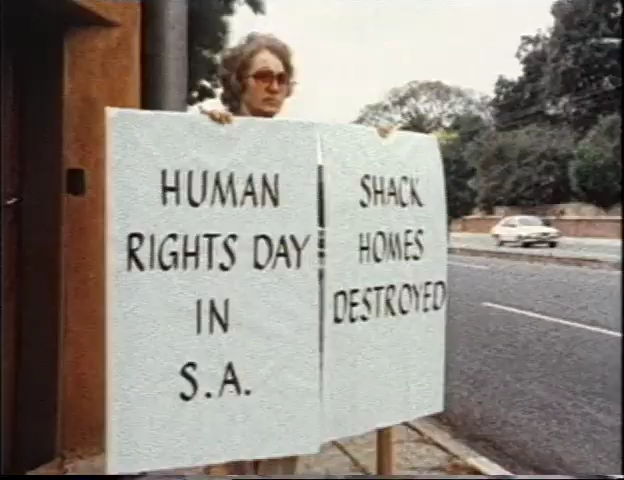 HUMAN
RIGHTS DAY
IN
S.A.
SHACK
HOMES
DESTROYED